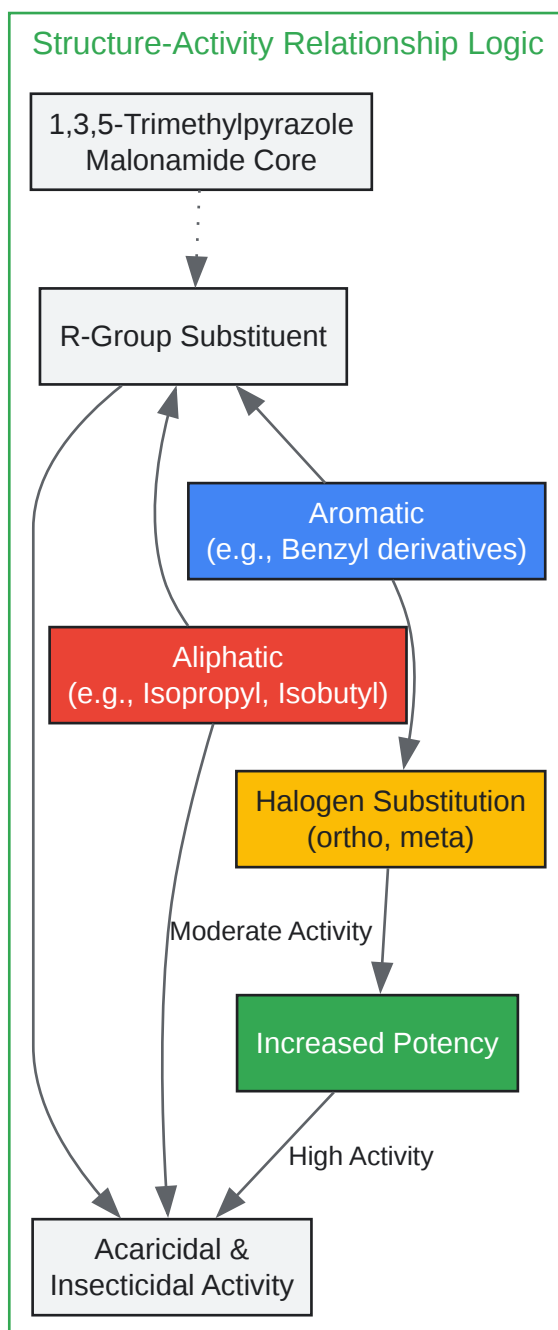 Structure-Activity Relationship Logic
1,3,5-Trimethylpyrazole
Malonamide Core
R-Group Substituent
Aromatic
(e.g., Benzyl derivatives)
Aliphatic
(e.g., Isopropyl, Isobutyl)
Halogen Substitution
(ortho, meta)
Moderate Activity
Increased Potency
High Activity
Acaricidal &
Insecticidal Activity